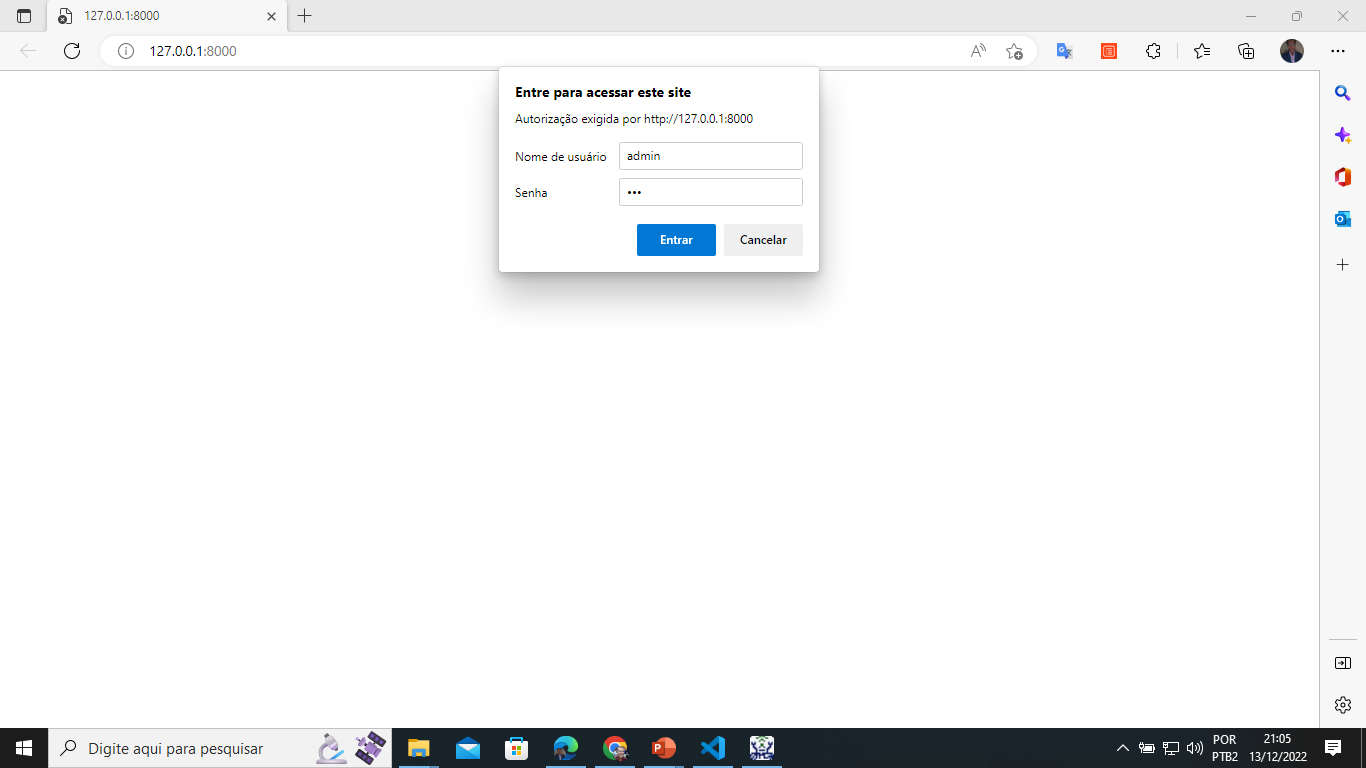 127.0.0.1:8000
127.0.0.1:8000
Entre para acessar este site
Autorização exigida por http://127.0.0.1:8000
Nome de usuário admin
Senha •••
Entrar Cancelar
Digite aqui para pesquisar
POR
PTB2
21:05
13/12/2022